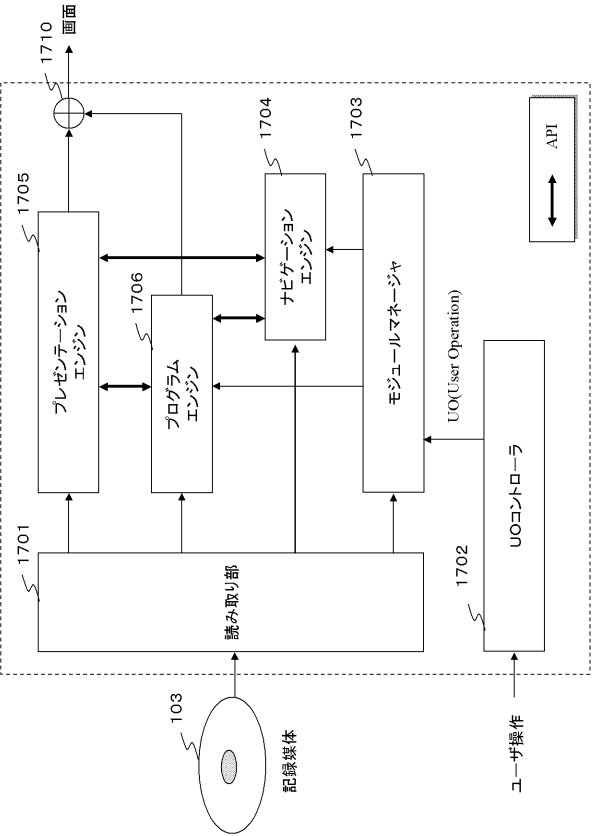 103
記録媒体
1701
読み取り部
1705
プレゼンテーション
エンジン
1706
プログラム
エンジン
1704
ナビゲーション
エンジン
1703
モジュールマネージャ
1710
画面
UO(User Operation)
1702
UOコントローラ
ユーザ操作
API